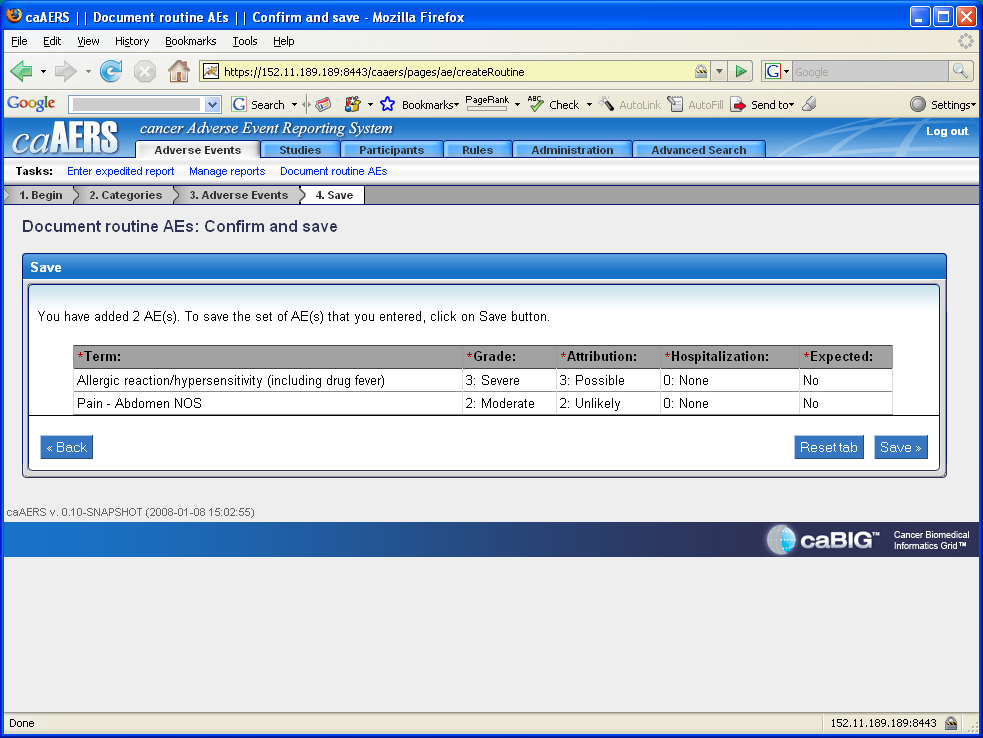 caAERS || Document routine AEs || Confirm and save - Mozilla Firefox
File Edit View History Bookmarks Tools Help
https://152.11.189.189:8443/caaers/pages/ae/createRoutine G Google
Google G Search Bookmarks PageRank ABC Check AutoLink AutoFill Send to Settings
caAERS cancer Adverse Event Reporting System Log out
Adverse Events Studies Participants Rules Administration Advanced Search
Tasks: Enter expedited report Manage reports Document routine AEs
1. Begin 2. Categories 3. Adverse Events 4. Save
Document routine AEs: Confirm and save
Save
You have added 2 AE(s). To save the set of AE(s) that you entered, click on Save button.
*Term: *Grade: *Attribution: *Hospitalization: *Expected:
Allergic reaction/hypersensitivity (including drug fever) 3: Severe 3: Possible 0: None No
Pain - Abdomen NOS 2: Moderate 2: Unlikely 0: None No
« Back Reset tab Save »
caAERS v. 0.10-SNAPSHOT (2008-01-08 15:02:55)
caBIG™ Cancer Biomedical
Informatics Grid™
Done 152.11.189.189:8443